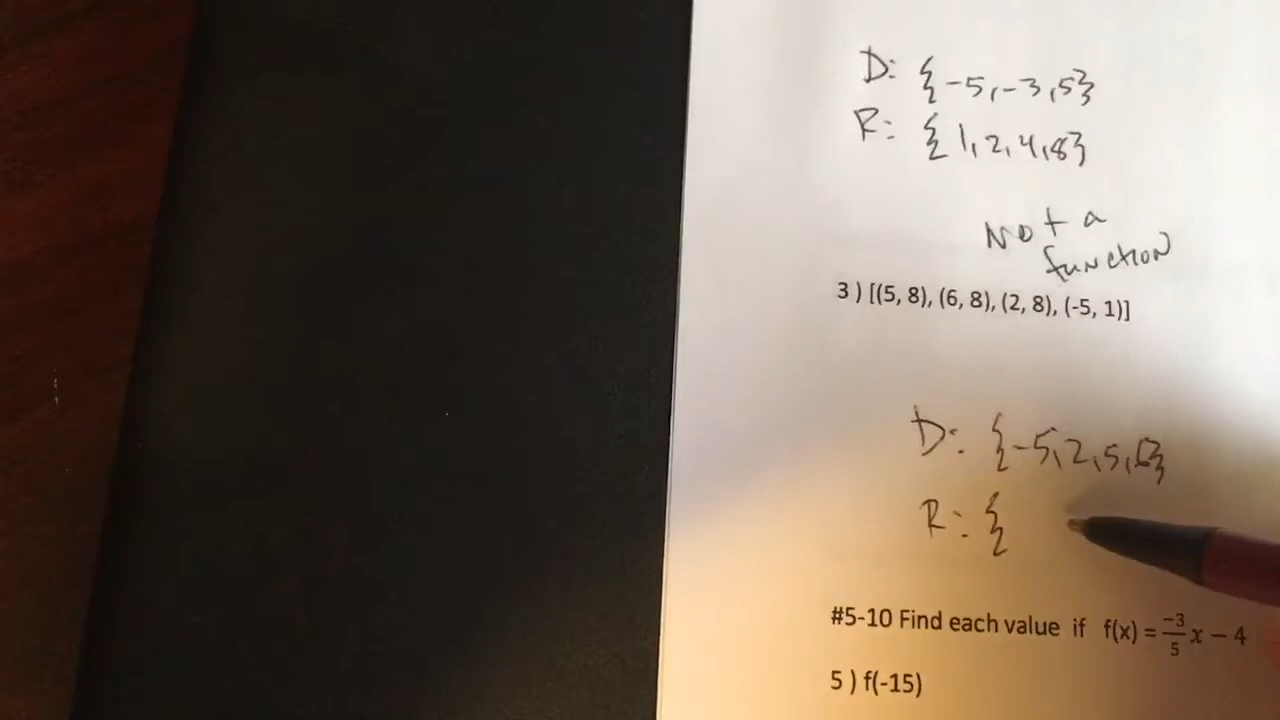 D: {-5, -3, 5}
R: {1, 2, 4, 8}
Not a
function
3 ) [(5, 8), (6, 8), (2, 8), (-5, 1)]
D: {-5, 2, 5, 6}
R: {
#5-10 Find each value if f(x) = -3/5 x - 4
5 ) f(-15)